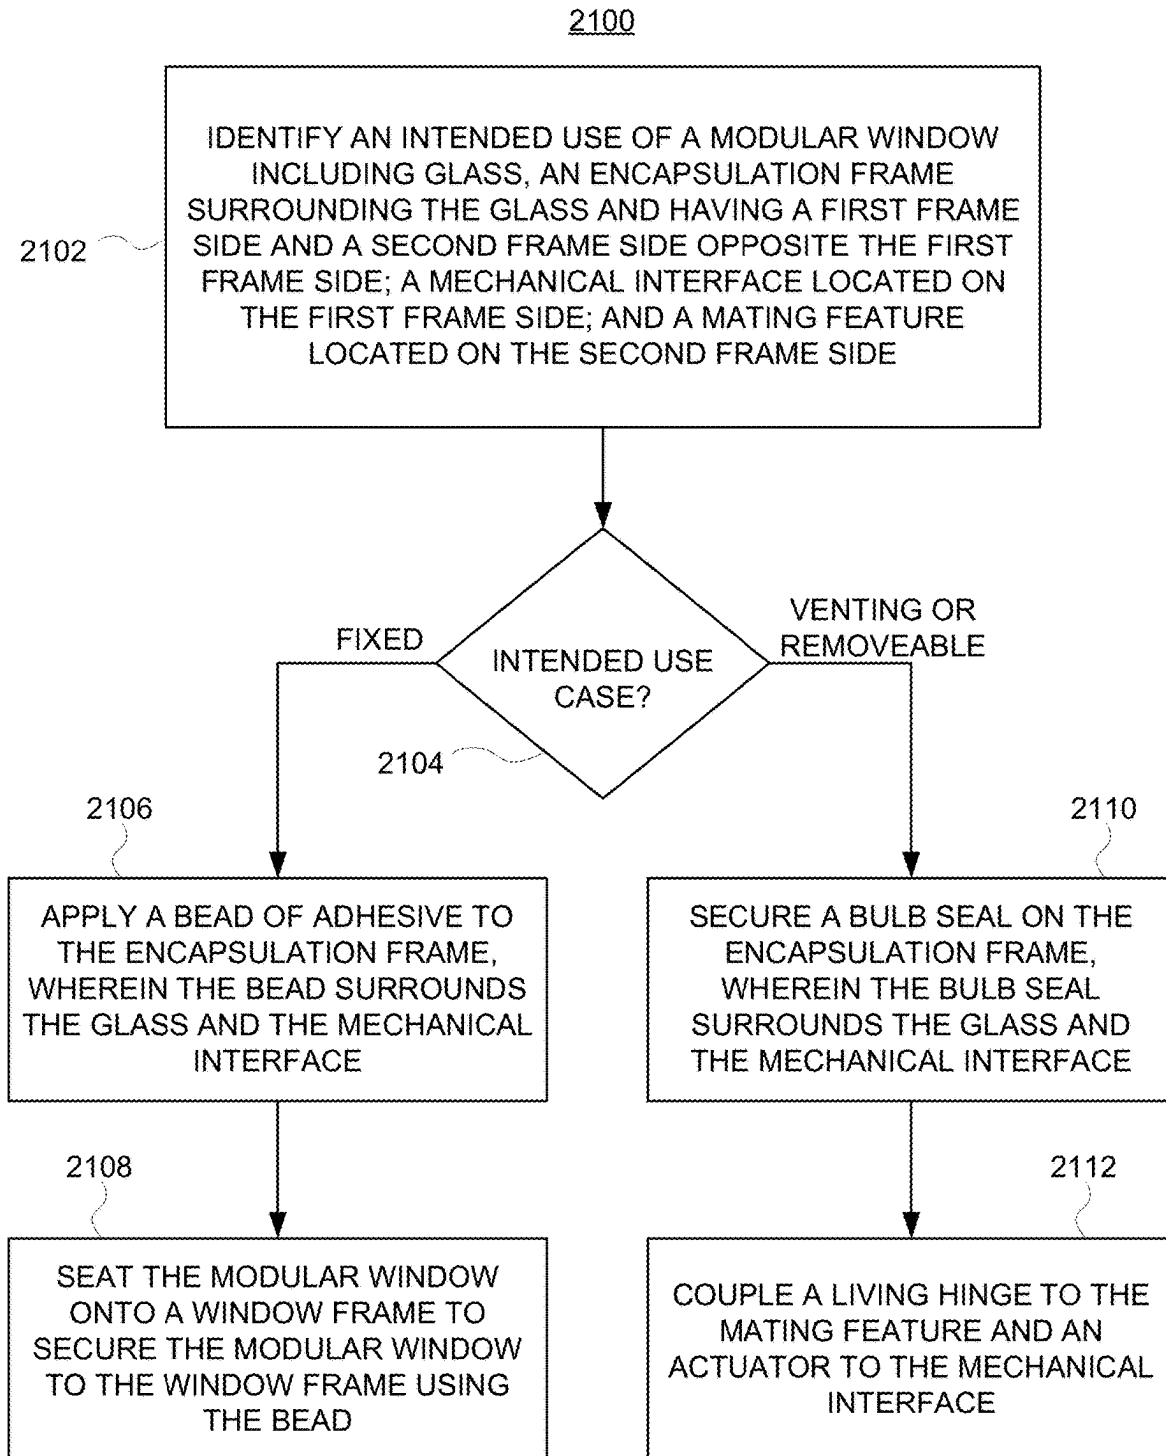 2100
IDENTIFY AN INTENDED USE OF A MODULAR WINDOW
INCLUDING GLASS, AN ENCAPSULATION FRAME
SURROUNDING THE GLASS AND HAVING A FIRST FRAME
SIDE AND A SECOND FRAME SIDE OPPOSITE THE FIRST
FRAME SIDE; A MECHANICAL INTERFACE LOCATED ON
THE FIRST FRAME SIDE; AND A MATING FEATURE
LOCATED ON THE SECOND FRAME SIDE
2102
FIXED
VENTING OR
REMOVEABLE
INTENDED USE
CASE?
2104
2106
APPLY A BEAD OF ADHESIVE TO
THE ENCAPSULATION FRAME,
WHEREIN THE BEAD SURROUNDS
THE GLASS AND THE MECHANICAL
INTERFACE
2110
SECURE A BULB SEAL ON THE
ENCAPSULATION FRAME,
WHEREIN THE BULB SEAL
SURROUNDS THE GLASS AND
THE MECHANICAL INTERFACE
2108
SEAT THE MODULAR WINDOW
ONTO A WINDOW FRAME TO
SECURE THE MODULAR WINDOW
TO THE WINDOW FRAME USING
THE BEAD
2112
COUPLE A LIVING HINGE TO THE
MATING FEATURE AND AN
ACTUATOR TO THE MECHANICAL
INTERFACE